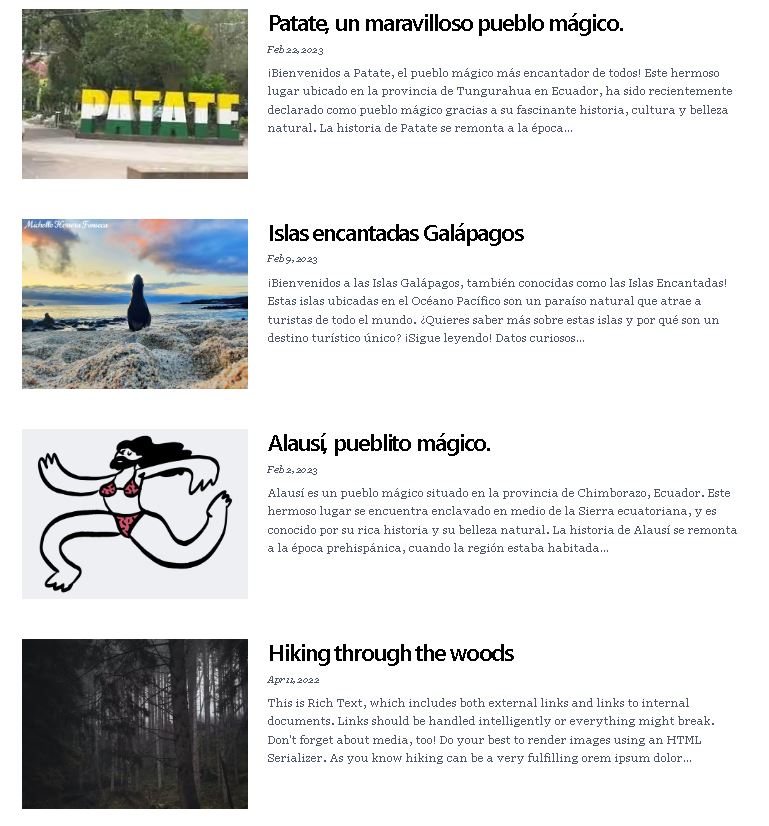 PATATE
Patate, un maravilloso pueblo mágico.
Feb 22, 2023
¡Bienvenidos a Patate, el pueblo mágico más encantador de todos! Este hermoso
lugar ubicado en la provincia de Tungurahua en Ecuador, ha sido recientemente
declarado como pueblo mágico gracias a su fascinante historia, cultura y belleza
natural. La historia de Patate se remonta a la época...
Michelle Herrera Fonseca
Islas encantadas Galápagos
Feb 9, 2023
¡Bienvenidos a las Islas Galápagos, también conocidas como las Islas Encantadas!
Estas islas ubicadas en el Océano Pacífico son un paraíso natural que atrae a
turistas de todo el mundo. ¿Quieres saber más sobre estas islas y por qué son un
destino turístico único? ¡Sigue leyendo! Datos curiosos...
Alausí, pueblito mágico.
Feb 2, 2023
Alausí es un pueblo mágico situado en la provincia de Chimborazo, Ecuador. Este
hermoso lugar se encuentra enclavado en medio de la Sierra ecuatoriana, y es
conocido por su rica historia y su belleza natural. La historia de Alausí se remonta
a la época prehispánica, cuando la región estaba habitada...
Hiking through the woods
Apr 11, 2022
This is Rich Text, which includes both external links and links to internal
documents. Links should be handled intelligently or everything might break.
Don't forget about media, too! Do your best to render images using an HTML
Serializer. As you know hiking can be a very fulfilling orem ipsum dolor...